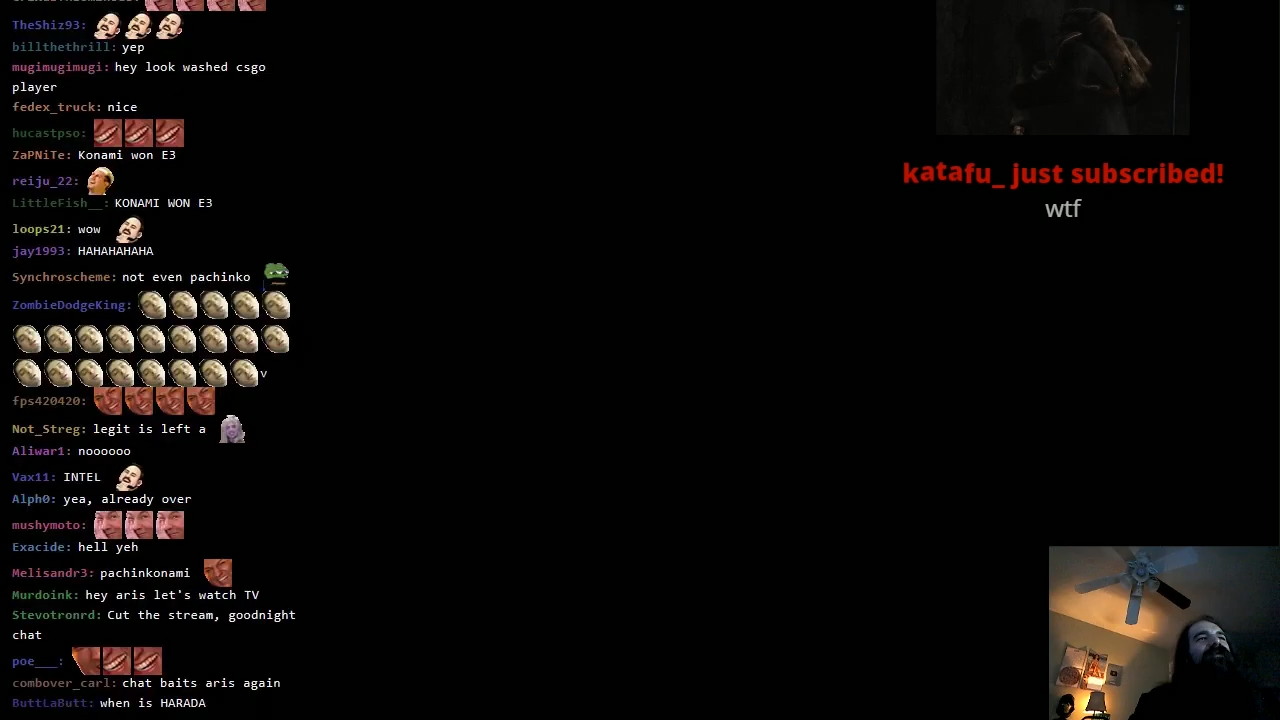 TheShiz93:
billthethrill: yep
mugimugimugi: hey look washed csgo
player
fedex_truck: nice
hucastpso:
ZaPNiTe: Konami won E3
reiju_22:
LittleFish__: KONAMI WON E3
loops21: wow
jay1993: HAHAHAHAHA
Synchroscheme: not even pachinko
ZombieDodgeKing:
v
fps420420:
Not_Streg: legit is left a
Aliwar1: noooooo
Vax11: INTEL
Alph0: yea, already over
mushymoto:
Exacide: hell yeh
Melisandr3: pachinkonami
Murdoink: hey aris let's watch TV
Stevotronrd: Cut the stream, goodnight
chat
poe___:
combover_carl: chat baits aris again
ButtLaButt: when is HARADA
katafu_ just subscribed!
wtf